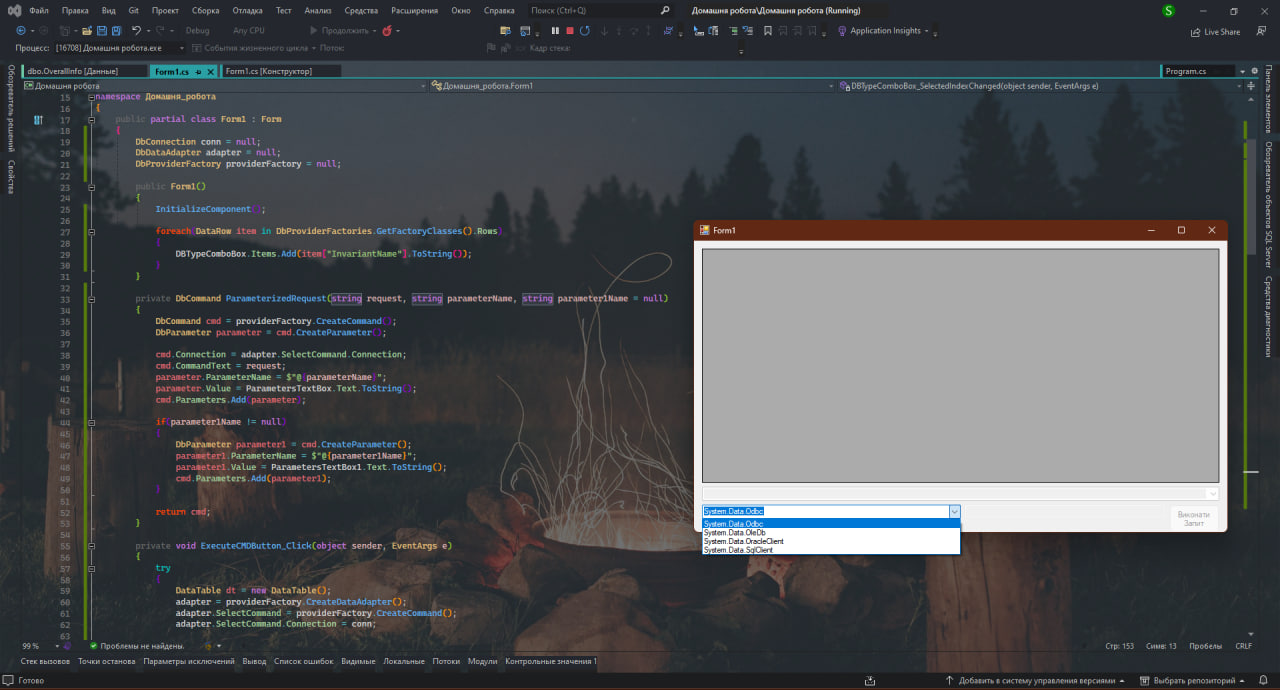 Файл Правка Вид Git Проект Сборка Отладка Тест Анализ Средства Расширения Окно Справка Поиск (Ctrl+Q) Домашня робота\Домашня робота (Running) S
Debug Any CPU Продолжить Application Insights Live Share
Процесс: [16708] Домашня робота.exe События жизненного цикла Поток: Кадр стека:
dbo.OverallInfo [Данные] Form1.cs Form1.cs [Конструктор] Program.cs
Домашня робота Домашня_робота.Form1 DBTypeComboBox_SelectedIndexChanged(object sender, EventArgs e)
Обозреватель решений
Свойства
15 namespace Домашня_робота
16 {
17 public partial class Form1 : Form
18 {
19 DbConnection conn = null;
20 DbDataAdapter adapter = null;
21 DbProviderFactory providerFactory = null;
22
23 public Form1()
24 {
25 InitializeComponent();
26
27 foreach(DataRow item in DbProviderFactories.GetFactoryClasses().Rows)
28 {
29 DBTypeComboBox.Items.Add(item["InvariantName"].ToString());
30 }
31 }
32
33 private DbCommand ParameterizedRequest(string request, string parameterName, string parameter1Name = null)
34 {
35 DbCommand cmd = providerFactory.CreateCommand();
36 DbParameter parameter = cmd.CreateParameter();
37
38 cmd.Connection = adapter.SelectCommand.Connection;
39 cmd.CommandText = request;
40 parameter.ParameterName = $"@{parameterName}";
41 parameter.Value = ParametersTextBox.Text.ToString();
42 cmd.Parameters.Add(parameter);
43
44 if(parameter1Name != null)
45 {
46 DbParameter parameter1 = cmd.CreateParameter();
47 parameter1.ParameterName = $"@{parameter1Name}";
48 parameter1.Value = ParametersTextBox1.Text.ToString();
49 cmd.Parameters.Add(parameter1);
50 }
51
52 return cmd;
53 }
54
55 private void ExecuteCMDButton_Click(object sender, EventArgs e)
56 {
57 try
58 {
59 DataTable dt = new DataTable();
60 adapter = providerFactory.CreateDataAdapter();
61 adapter.SelectCommand = providerFactory.CreateCommand();
62 adapter.SelectCommand.Connection = conn;
63
Form1
System.Data.Odbc
System.Data.Odbc
System.Data.OleDb
System.Data.OracleClient
System.Data.SqlClient
Виконати
Запит
Панель элементов
Обозреватель объектов SQL Server
Средства диагностики
99 % Проблемы не найдены. Стр: 153 Симв: 13 Пробелы CRLF
Стек вызовов Точки останова Параметры исключений Вывод Список ошибок Видимые Локальные Потоки Модули Контрольные значения 1
Готово Добавить в систему управления версиями Выбрать репозиторий